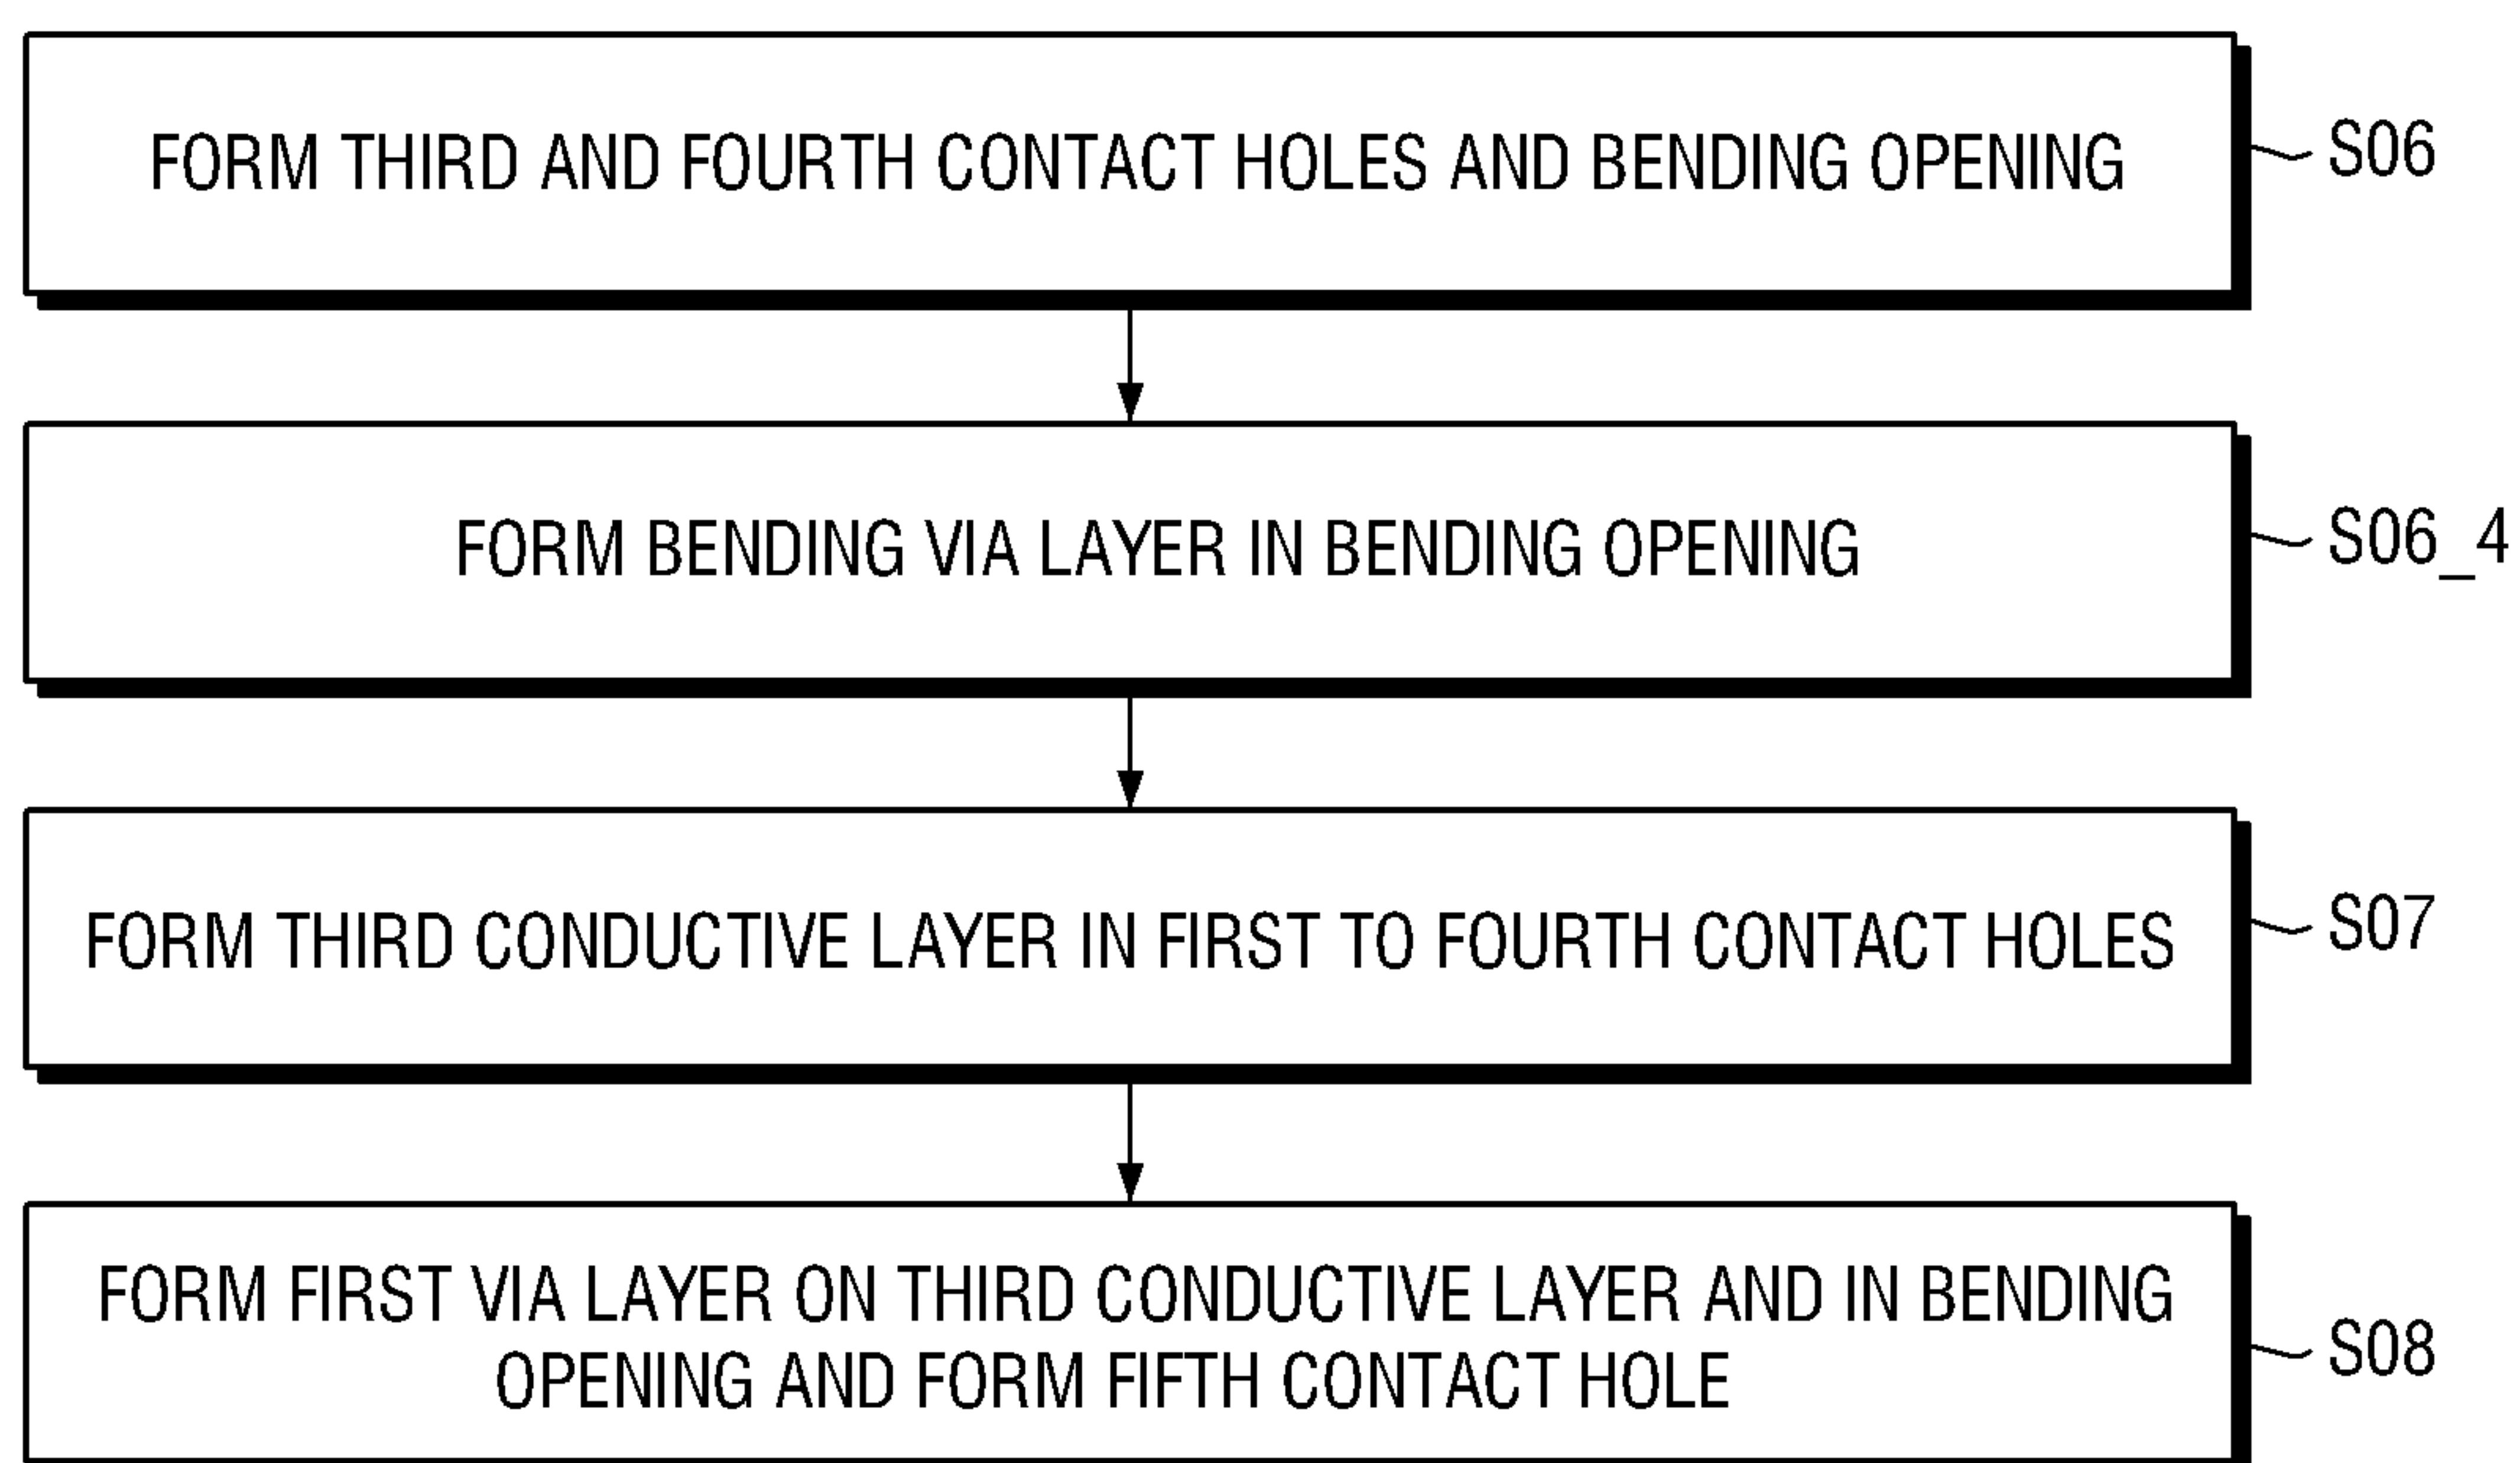 FORM THIRD AND FOURTH CONTACT HOLES AND BENDING OPENING
S06
FORM BENDING VIA LAYER IN BENDING OPENING
S06_4
FORM THIRD CONDUCTIVE LAYER IN FIRST TO FOURTH CONTACT HOLES
S07
FORM FIRST VIA LAYER ON THIRD CONDUCTIVE LAYER AND IN BENDING
OPENING AND FORM FIFTH CONTACT HOLE
S08